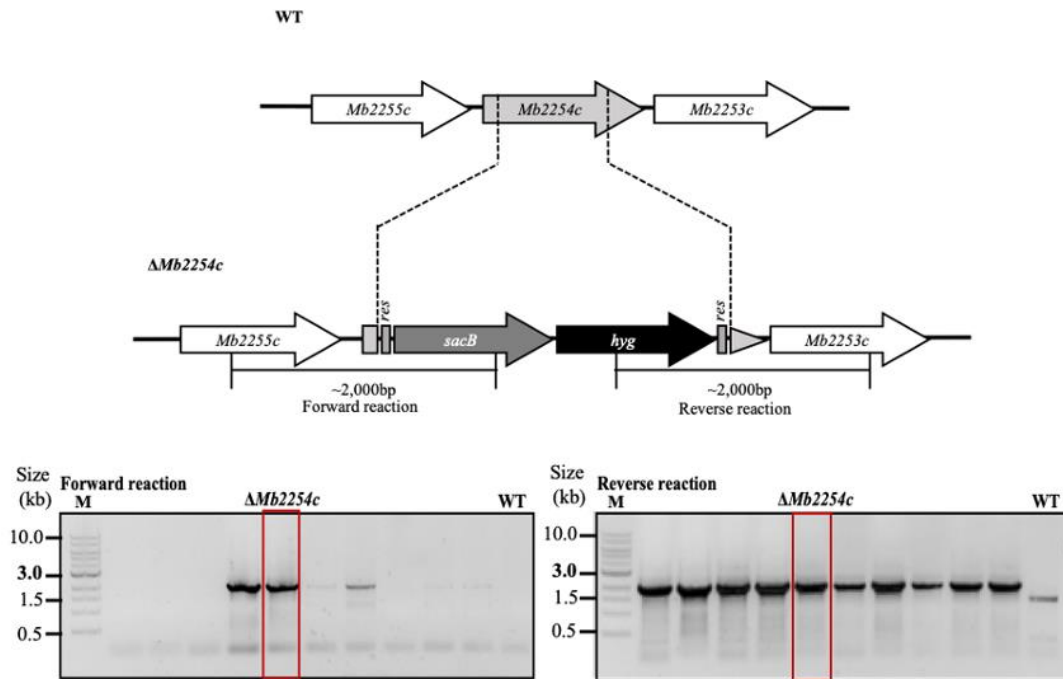 WT
Mb2255c
Mb2254c
Mb2253c
ΔMb2254c
res
res
Mb2255c
sacB
hyg
Mb2253c
~2,000bp
Forward reaction
~2,000bp
Reverse reaction
Size
(kb)
Forward reaction
M
ΔMb2254c
WT
10.0
3.0
1.5
0.5
Size
(kb)
Reverse reaction
M
ΔMb2254c
WT
10.0
3.0
1.5
0.5